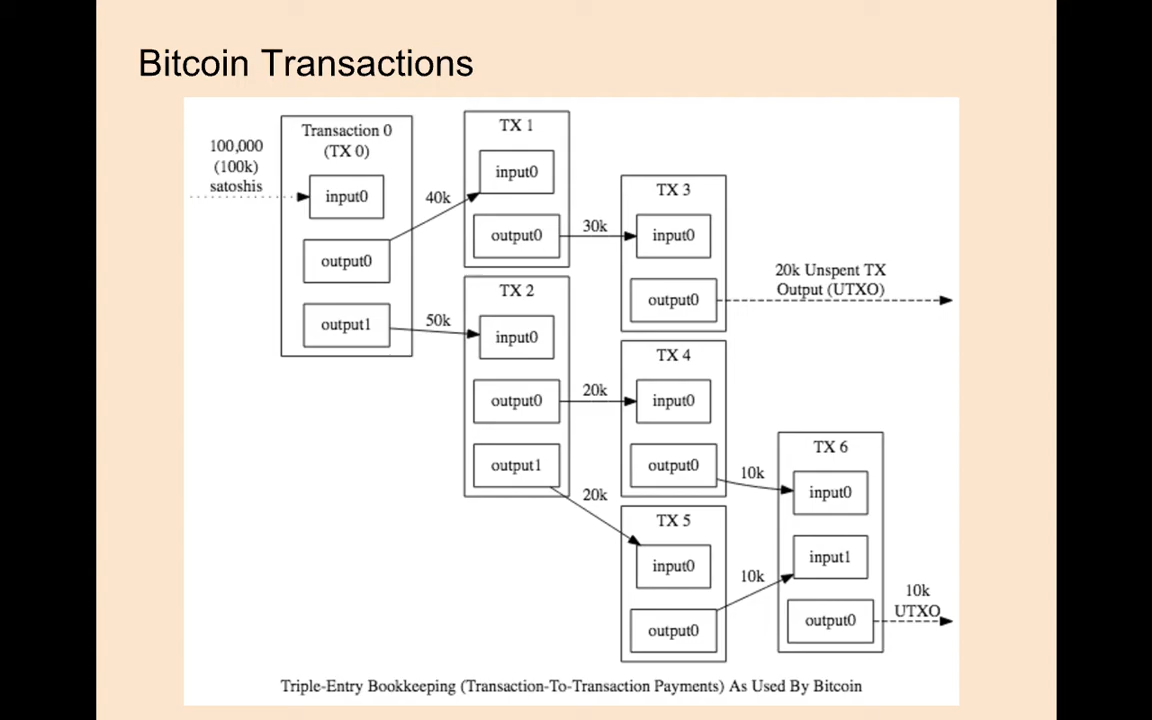 Bitcoin Transactions
100,000
(100k)
satoshis
Transaction 0
(TX 0)
input0
output0
output1
40k
50k
TX 1
input0
output0
30k
TX 2
input0
output0
output1
20k
20k
TX 3
input0
output0
20k Unspent TX
Output (UTXO)
TX 4
input0
output0
10k
TX 5
input0
output0
10k
TX 6
input0
input1
output0
10k
UTXO
Triple-Entry Bookkeeping (Transaction-To-Transaction Payments) As Used By Bitcoin